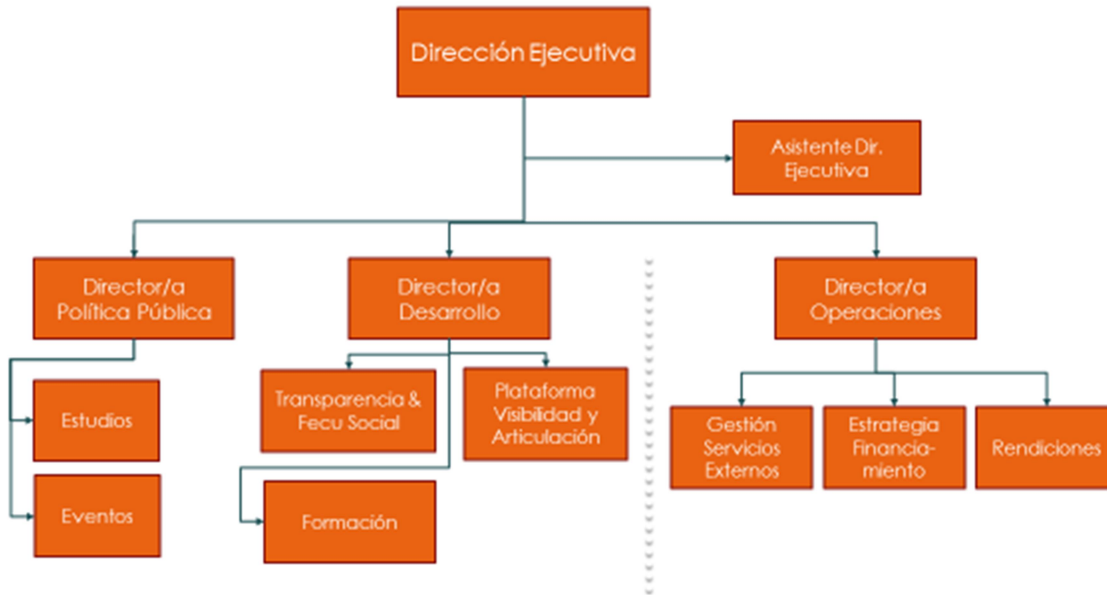 Dirección Ejecutiva
Asistente Dir.
Ejecutiva
Director/a
Política Pública
Director/a
Desarrollo
Director/a
Operaciones
Estudios
Eventos
Transparencia &
Fecu Social
Plataforma
Visibilidad y
Articulación
Formación
Gestión
Servicios
Externos
Estrategia
Financia-
miento
Rendiciones